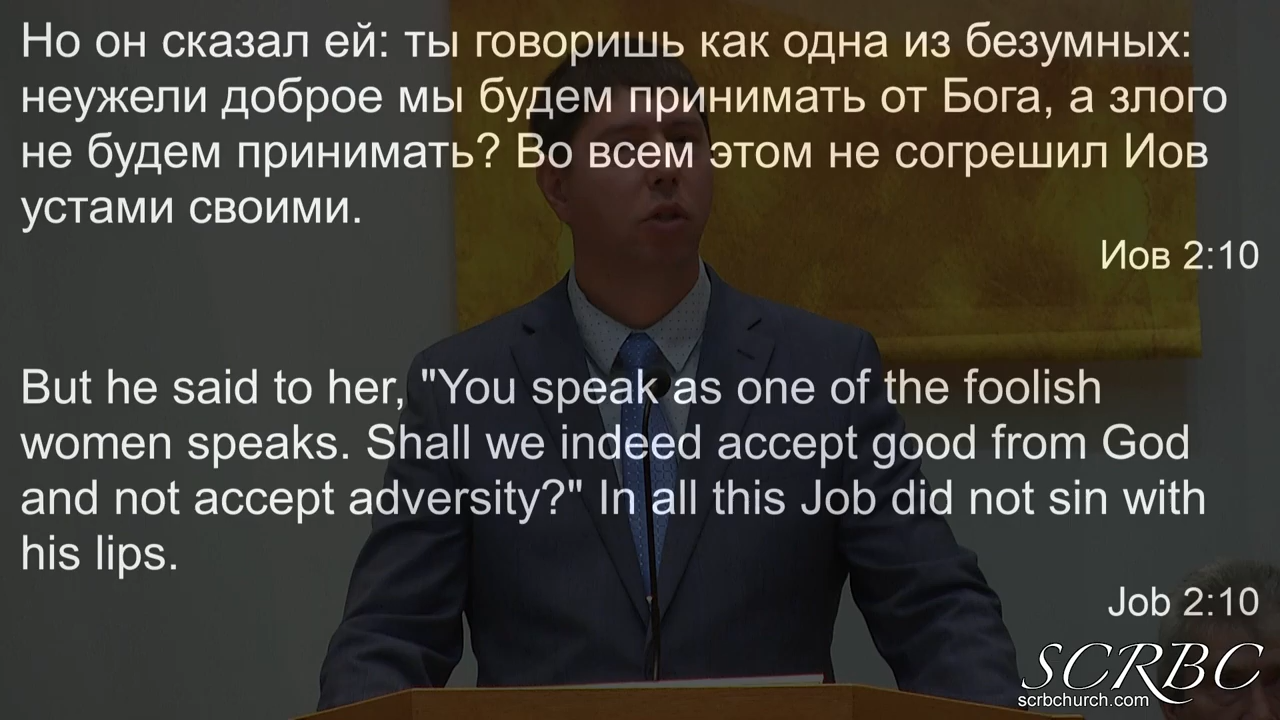 Но он сказал ей: ты говоришь как одна из безумных:
неужели доброе мы будем принимать от Бога, а злого
не будем принимать? Во всем этом не согрешил Иов
устами своими.
Иов 2:10
But he said to her, "You speak as one of the foolish
women speaks. Shall we indeed accept good from God
and not accept adversity?" In all this Job did not sin with
his lips.
Job 2:10
SCRBC
scrbchurch.com